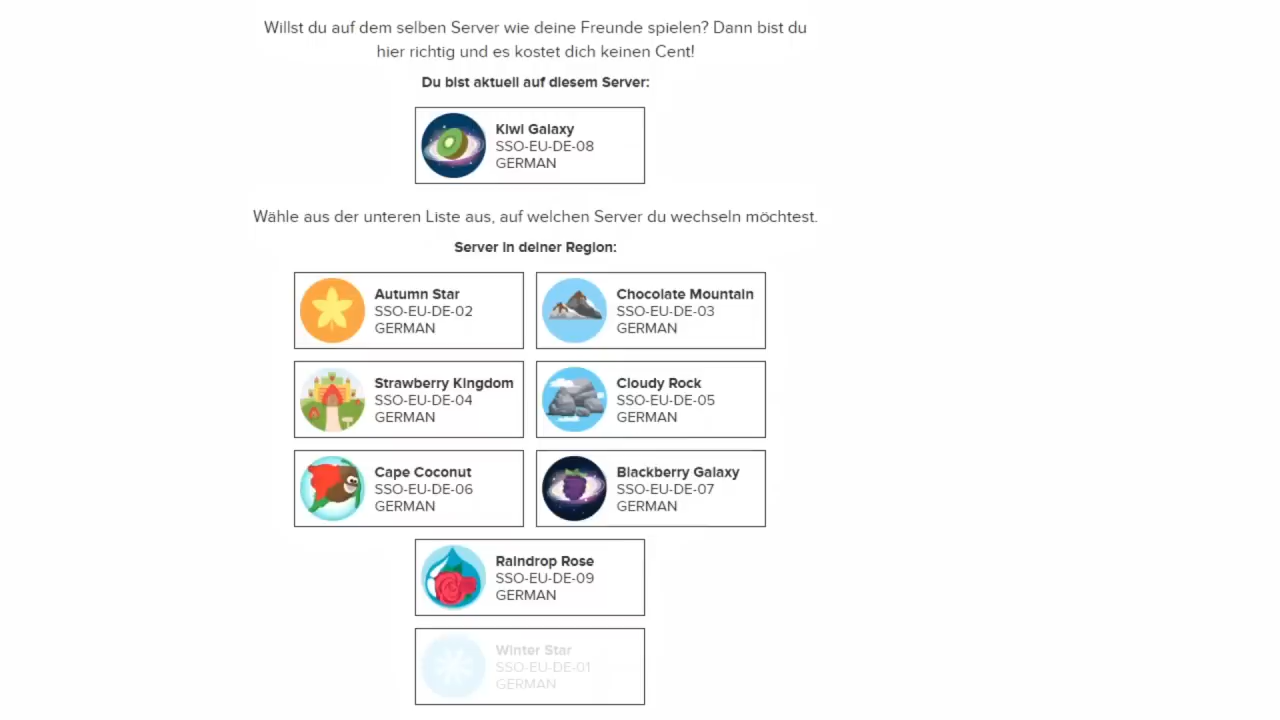 Willst du auf dem selben Server wie deine Freunde spielen? Dann bist du
hier richtig und es kostet dich keinen Cent!
Du bist aktuell auf diesem Server:
Kiwi Galaxy
SSO-EU-DE-08
GERMAN
Wähle aus der unteren Liste aus, auf welchen Server du wechseln möchtest.
Server in deiner Region:
Autumn Star
SSO-EU-DE-02
GERMAN
Chocolate Mountain
SSO-EU-DE-03
GERMAN
Strawberry Kingdom
SSO-EU-DE-04
GERMAN
Cloudy Rock
SSO-EU-DE-05
GERMAN
Cape Coconut
SSO-EU-DE-06
GERMAN
Blackberry Galaxy
SSO-EU-DE-07
GERMAN
Raindrop Rose
SSO-EU-DE-09
GERMAN
Winter Star
SSO-EU-DE-01
GERMAN